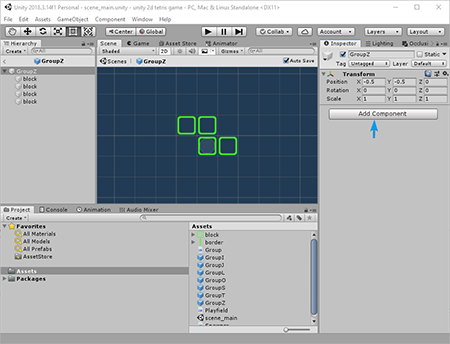 Unity 2018.3.14f1 Personal - scene_main.unity - unity 2d tetris game - PC, Mac & Linux Standalone <DX11>
File Edit Assets GameObject Component Window Help
Center Global Collab Account Layers Layout
Hierarchy Scene Game Asset Store Animator Inspector Lighting Occlusi
Create Shaded 2D Gizmos
GroupZ Scenes GroupZ Auto Save GroupZ Static
Tag Untagged Layer Default
GroupZ Transform
block Position X -0.5 Y -0.5 Z 0
block Rotation X 0 Y 0 Z 0
block Scale X 1 Y 1 Z 1
block
Add Component
Project Console Animation Audio Mixer
Create
Favorites Assets
All Materials block
All Models border
All Prefabs Group
AssetStore GroupI
GroupJ
Assets GroupL
Packages GroupO
GroupS
GroupT
GroupZ
Playfield
scene_main
Spawner